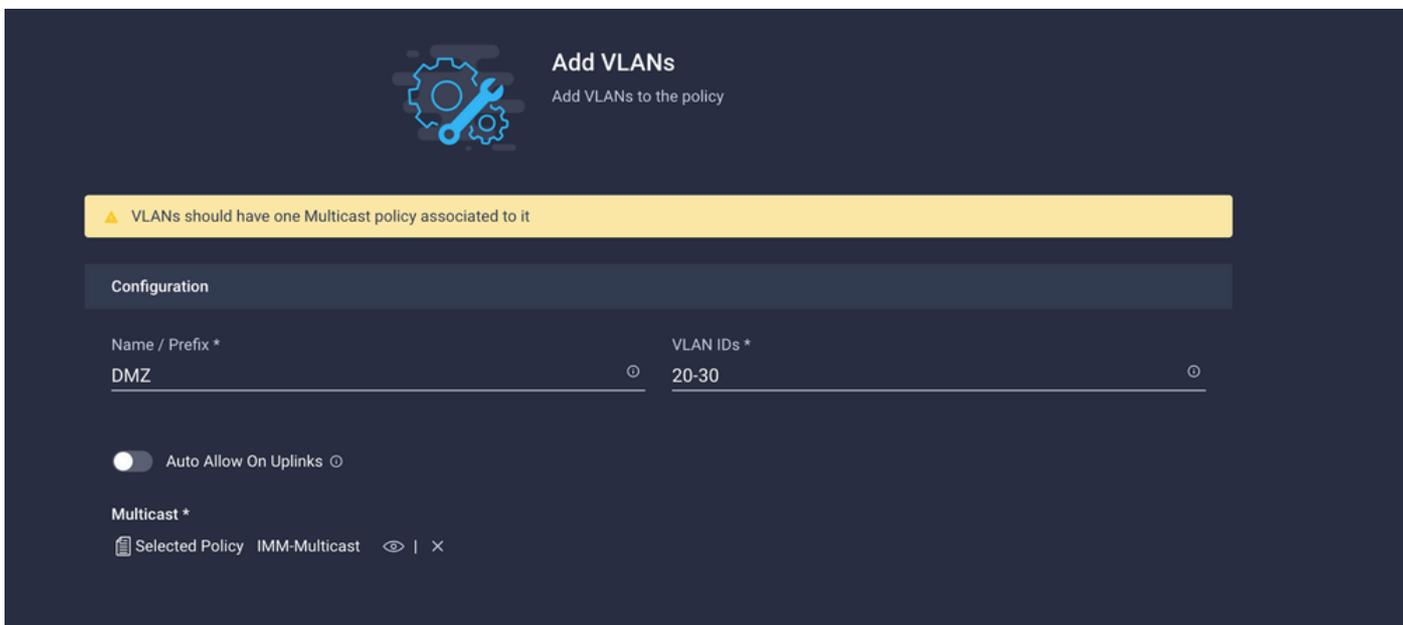 Add VLANs
Add VLANs to the policy
VLANs should have one Multicast policy associated to it
Configuration
Name / Prefix *
VLAN IDs *
DMZ
20-30
Auto Allow On Uplinks
Multicast *
Selected Policy IMM-Multicast |